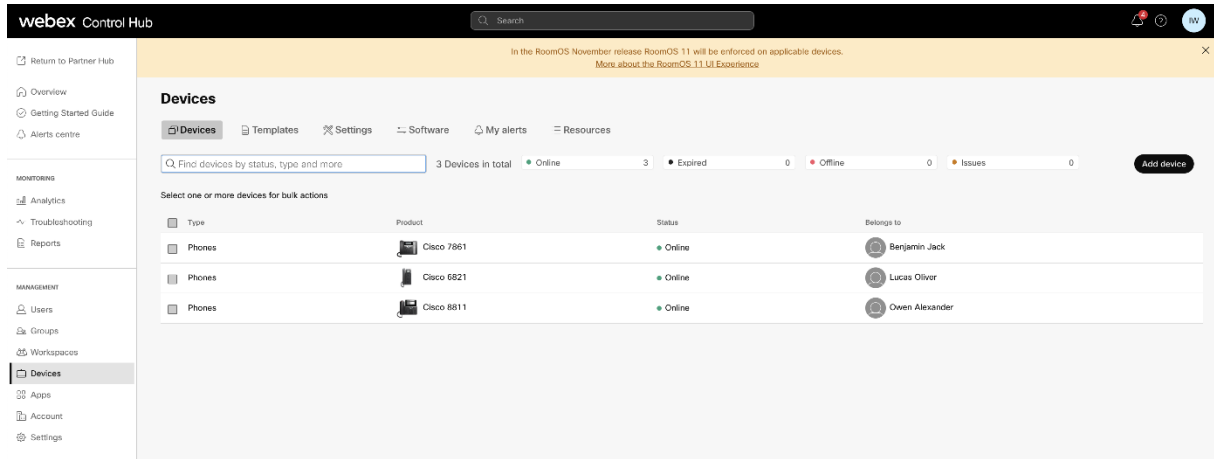 webex Control Hub
Search
4
IW
Return to Partner Hub
Overview
Getting Started Guide
Alerts centre
MONITORING
Analytics
Troubleshooting
Reports
MANAGEMENT
Users
Groups
Workspaces
Devices
Apps
Account
Settings
In the RoomOS November release RoomOS 11 will be enforced on applicable devices.
More about the RoomOS 11 UI Experience
Devices
Devices Templates Settings Software My alerts Resources
Find devices by status, type and more 3 Devices in total Online 3 Expired 0 Offline 0 Issues 0 Add device
Select one or more devices for bulk actions
Type Product Status Belongs to
Phones Cisco 7861 Online Benjamin Jack
Phones Cisco 6821 Online Lucas Oliver
Phones Cisco 8811 Online Owen Alexander